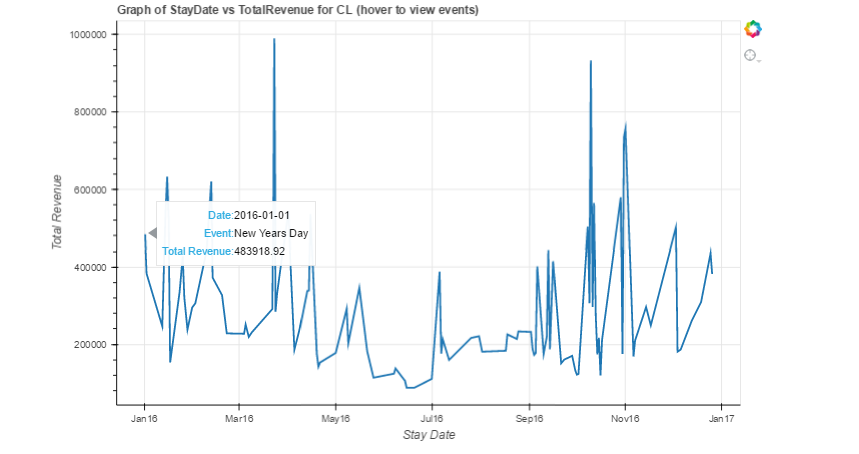 Graph of StayDate vs TotalRevenue for CL (hover to view events)
1000000
800000
600000
400000
200000
Total Revenue
Date:2016-01-01
Event:New Years Day
Total Revenue:483918.92
Jan16
Mar16
May16
Jul16
Sep16
Nov16
Jan17
Stay Date